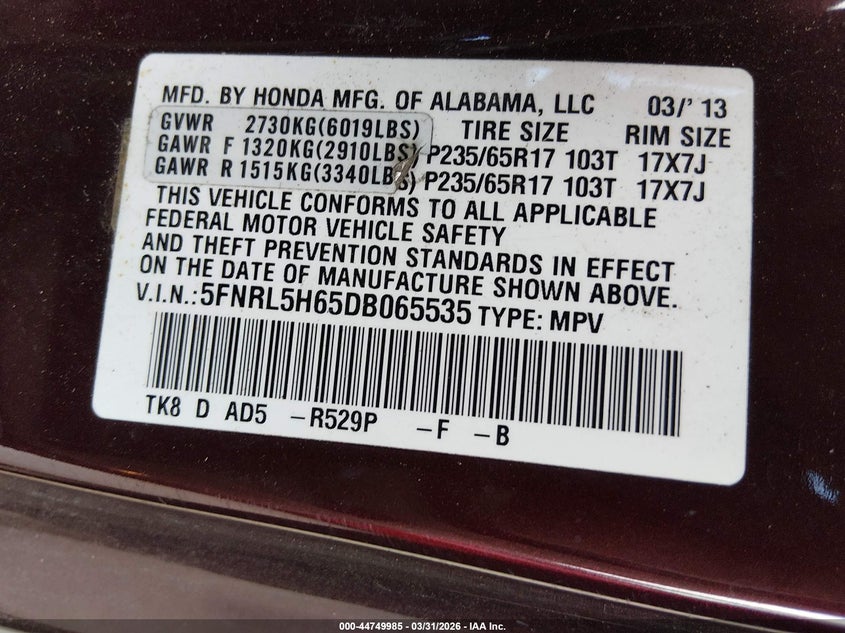 MFD. BY HONDA MFG. OF ALABAMA, LLC 03/' 13
GVWR 2730KG(6019LBS) TIRE SIZE RIM SIZE
GAWR F 1320KG(2910LBS) P235/65R17 103T 17X7J
GAWR R 1515KG(3340LBS) P235/65R17 103T 17X7J
THIS VEHICLE CONFORMS TO ALL APPLICABLE
FEDERAL MOTOR VEHICLE SAFETY
AND THEFT PREVENTION STANDARDS IN EFFECT
ON THE DATE OF MANUFACTURE SHOWN ABOVE.
V.I.N.:5FNRL5H65DB065535 TYPE: MPV
TK8 D AD5 –R529P –F –B
000-44749985 - 03/31/2026 - IAA Inc.